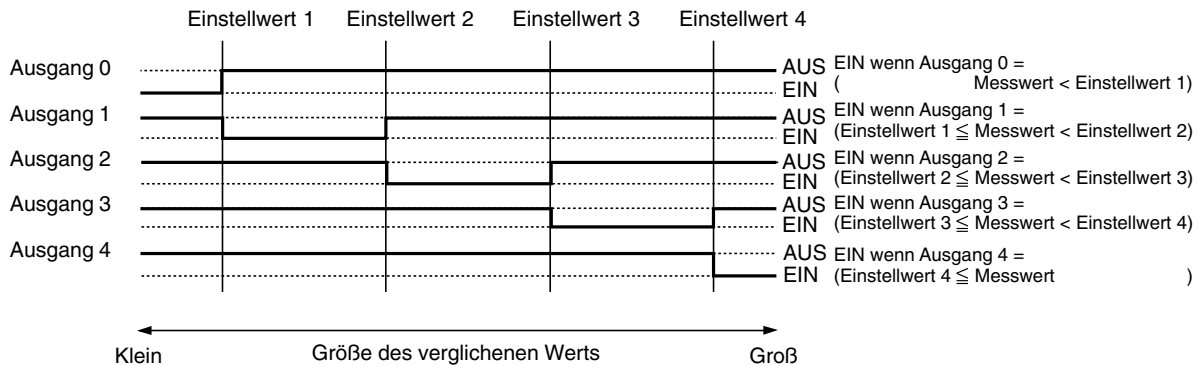 Einstellwert 1 Einstellwert 2 Einstellwert 3 Einstellwert 4
Ausgang 0 AUS EIN wenn Ausgang 0 =
EIN ( Messwert < Einstellwert 1)
Ausgang 1 AUS EIN wenn Ausgang 1 =
EIN (Einstellwert 1 ≦ Messwert < Einstellwert 2)
Ausgang 2 AUS EIN wenn Ausgang 2 =
EIN (Einstellwert 2 ≦ Messwert < Einstellwert 3)
Ausgang 3 AUS EIN wenn Ausgang 3 =
EIN (Einstellwert 3 ≦ Messwert < Einstellwert 4)
Ausgang 4 AUS EIN wenn Ausgang 4 =
EIN (Einstellwert 4 ≦ Messwert )
Klein Größe des verglichenen Werts Groß